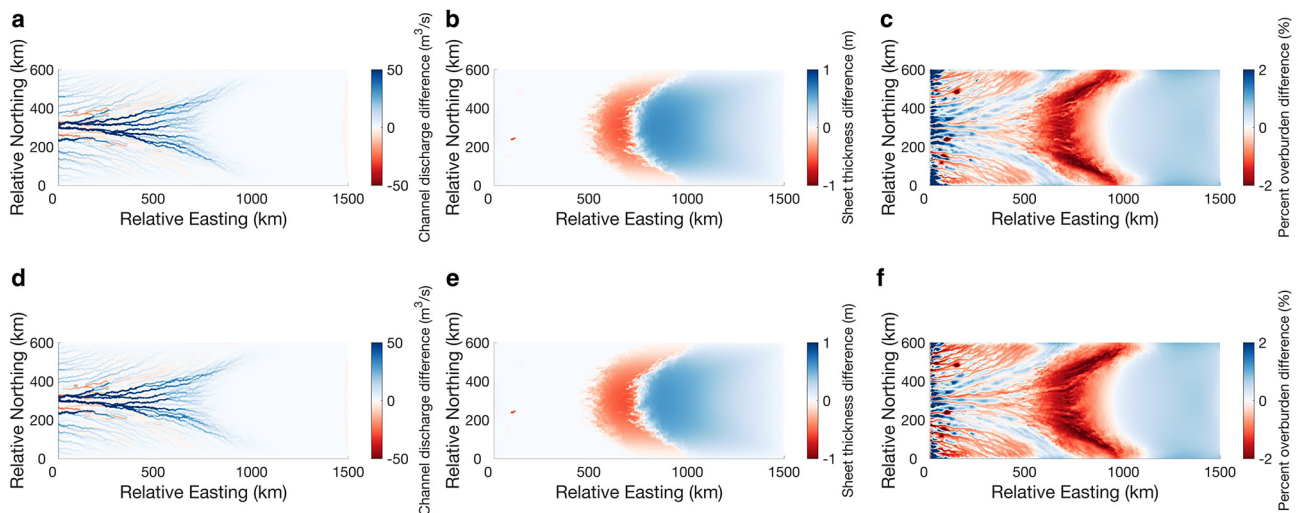 a
Relative Northing (km)
600
400
200
0
0
500
1000
1500
Relative Easting (km)
50
0
-50
Channel discharge difference (m³/s)
b
Relative Northing (km)
600
400
200
0
0
500
1000
1500
Relative Easting (km)
1
0
-1
Sheet thickness difference (m)
c
Relative Northing (km)
600
400
200
0
0
500
1000
1500
Relative Easting (km)
2
1
0
-1
-2
Percent overburden difference (%)
d
Relative Northing (km)
600
400
200
0
0
500
1000
1500
Relative Easting (km)
50
0
-50
Channel discharge difference (m³/s)
e
Relative Northing (km)
600
400
200
0
0
500
1000
1500
Relative Easting (km)
1
0
-1
Sheet thickness difference (m)
f
Relative Northing (km)
600
400
200
0
0
500
1000
1500
Relative Easting (km)
2
1
0
-1
-2
Percent overburden difference (%)